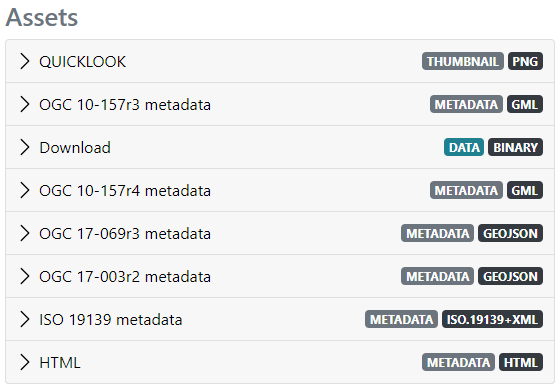 Assets
QUICKLOOK THUMBNAIL PNG
OGC 10-157r3 metadata METADATA GML
Download DATA BINARY
OGC 10-157r4 metadata METADATA GML
OGC 17-069r3 metadata METADATA GEOJSON
OGC 17-003r2 metadata METADATA GEOJSON
ISO 19139 metadata METADATA ISO.19139+XML
HTML METADATA HTML